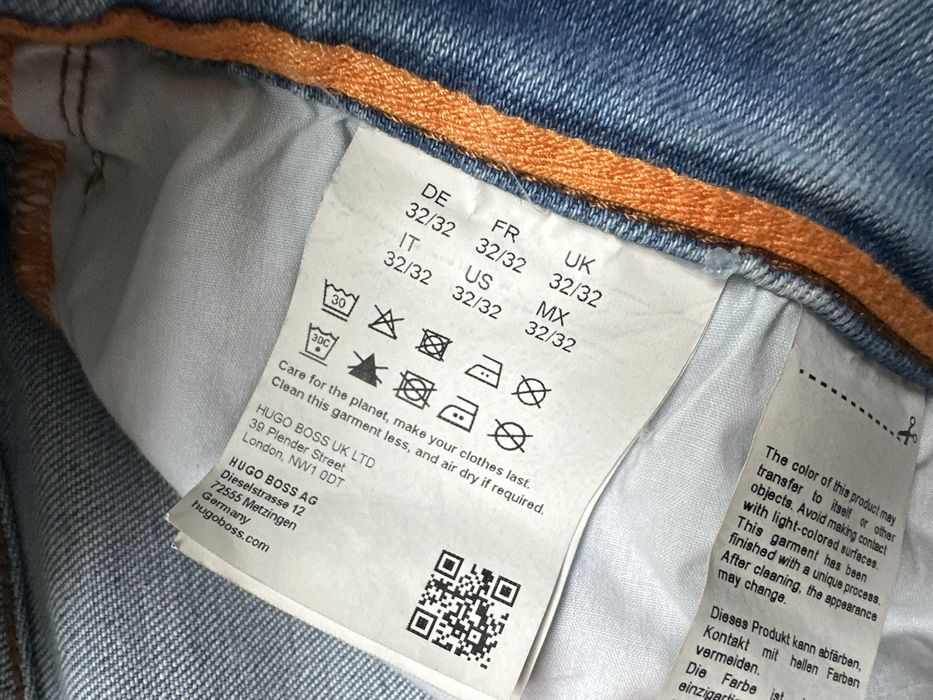 DE FR UK
32/32 32/32 32/32
IT US MX
32/32 32/32 32/32
30
30C
Care for the planet, make your clothes last.
Clean this garment less, and air dry if required.
HUGO BOSS UK LTD
39 Plender Street
London, NW1 0DT
HUGO BOSS AG
Dieselstrasse 12
72555 Metzingen
Germany
hugoboss.com
The color of this product may
transfer to itself or other
objects. Avoid making contact
with light-colored surfaces.
This garment has been
finished with a unique process.
After cleaning, the appearance
may change.
Dieses Produkt kann abfärben.
Kontakt mit hellen Farben
vermeiden.
Die Farbe ist